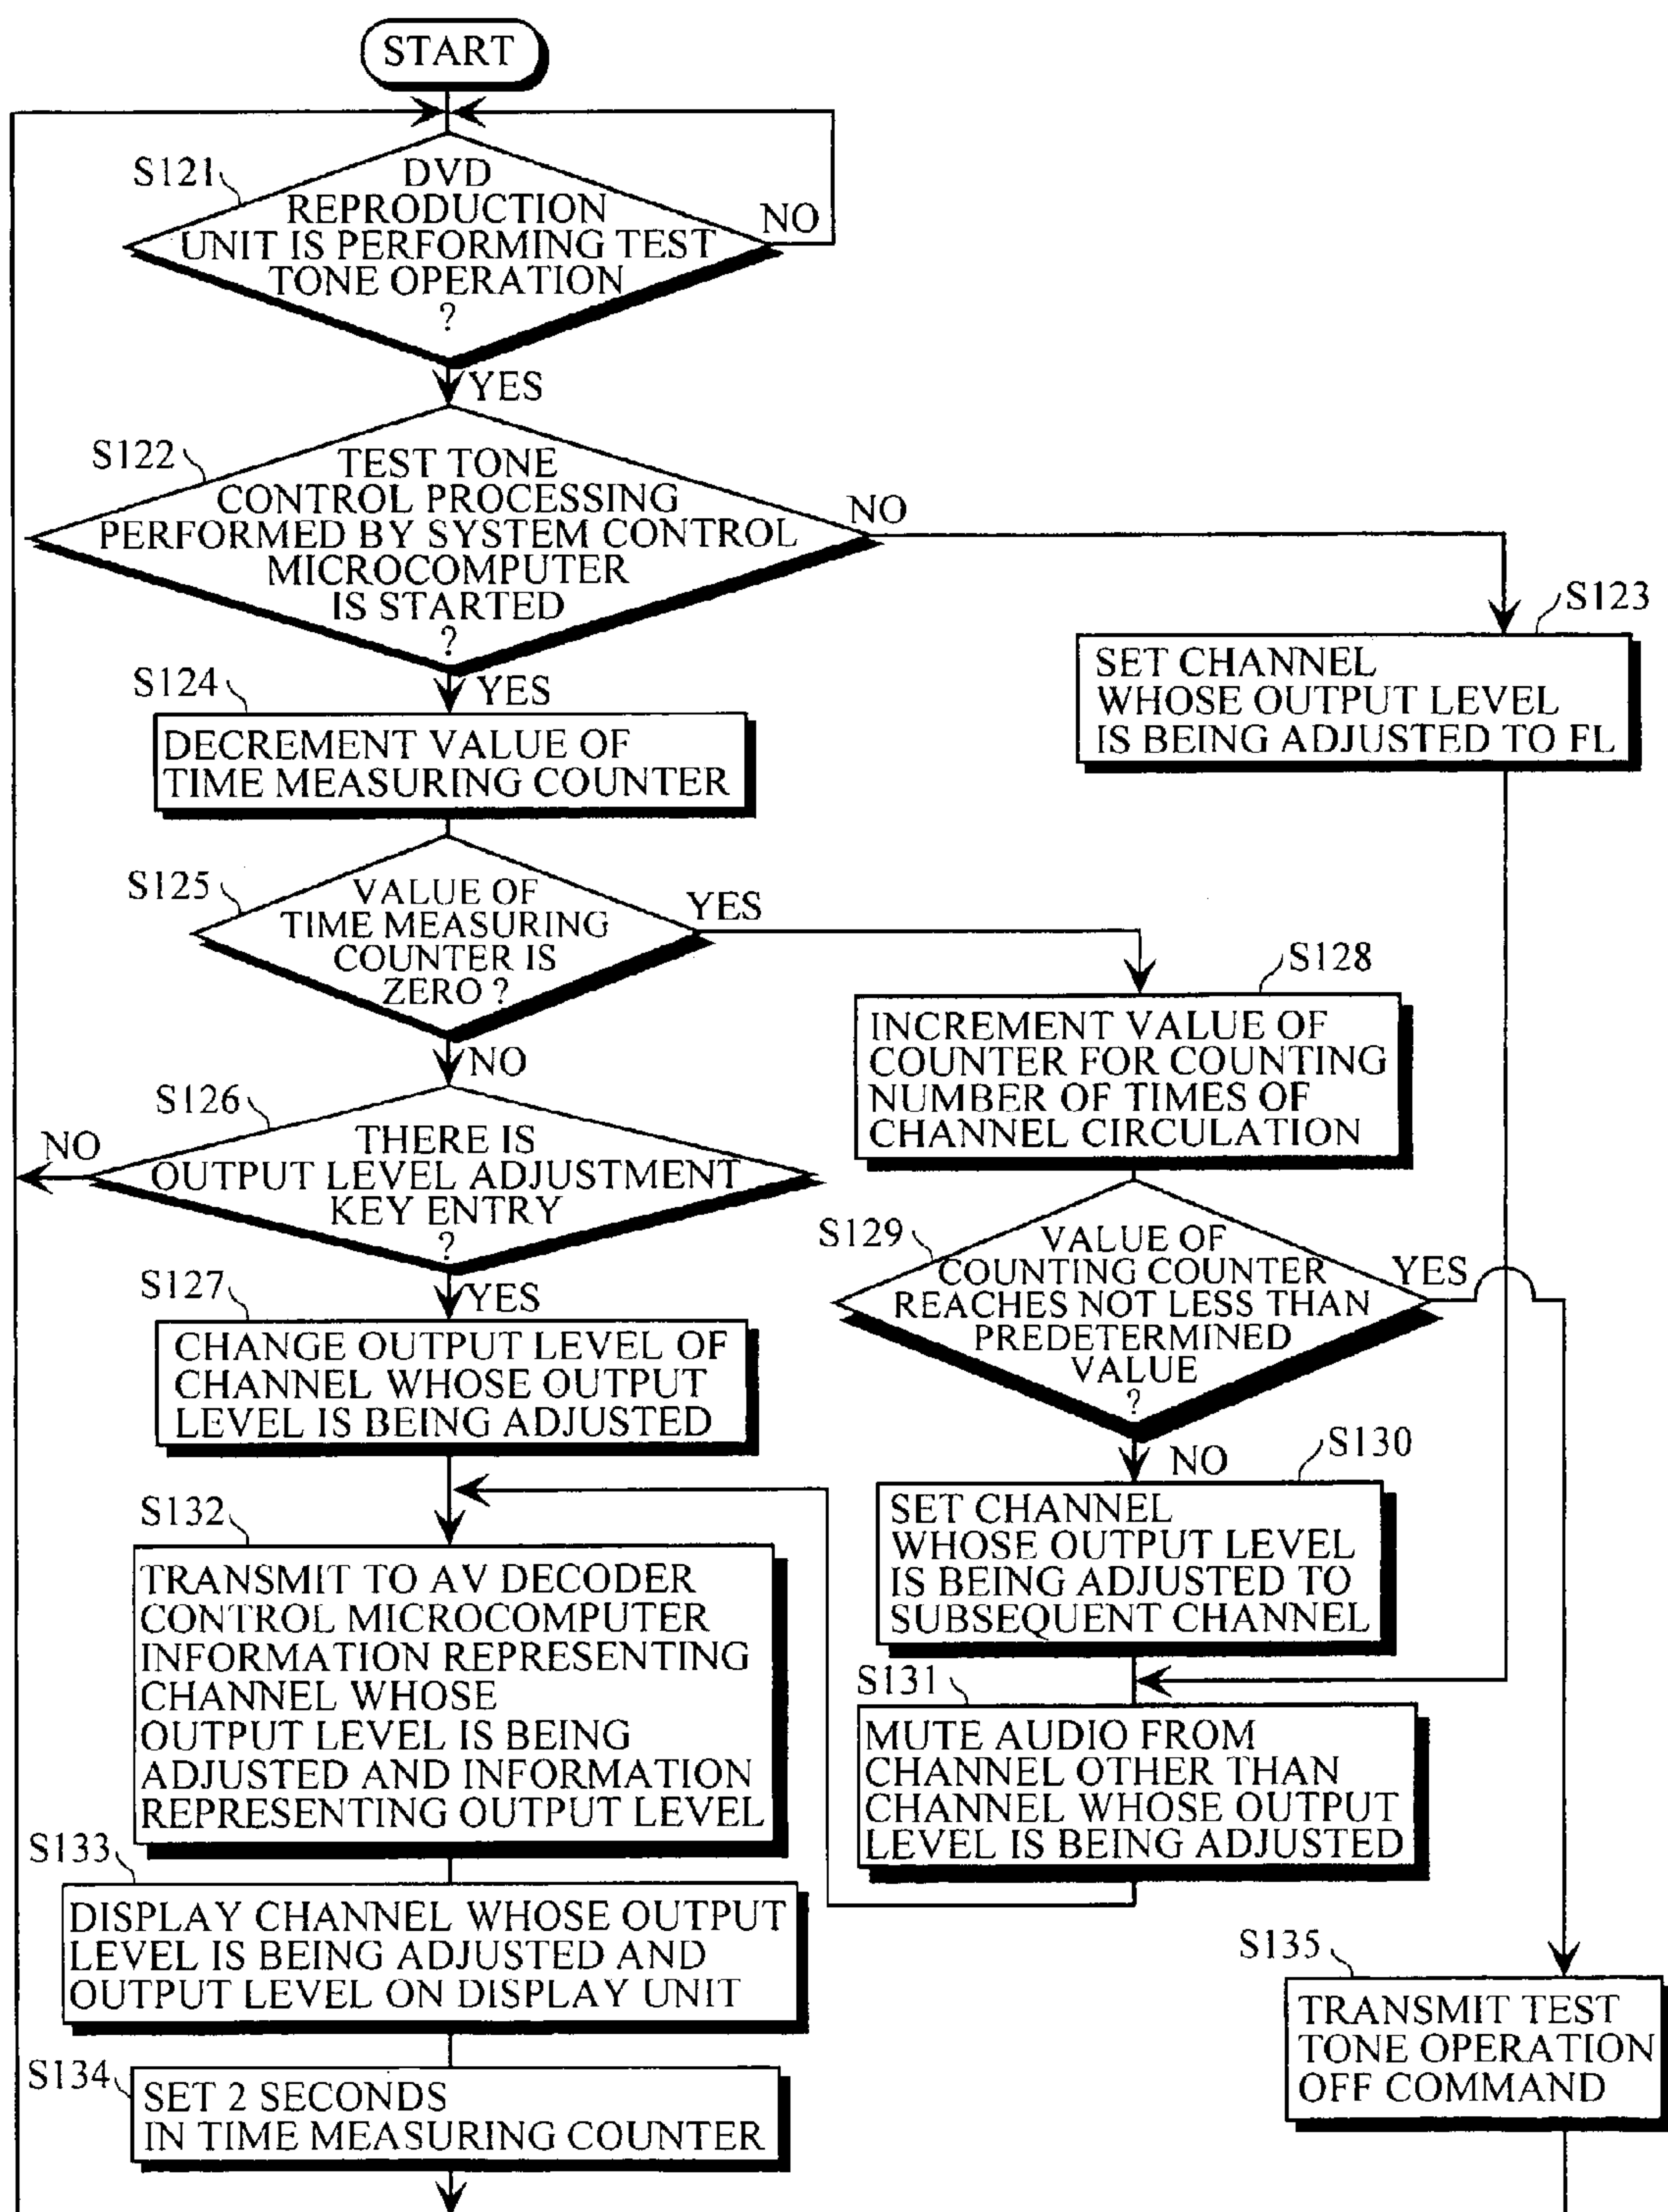 START
S121
DVD
REPRODUCTION
UNIT IS PERFORMING TEST
TONE OPERATION
?
NO
YES
S122
TEST TONE
CONTROL PROCESSING
PERFORMED BY SYSTEM CONTROL
MICROCOMPUTER
IS STARTED
?
NO
YES
S123
SET CHANNEL
WHOSE OUTPUT LEVEL
IS BEING ADJUSTED TO FL
S124
DECREMENT VALUE OF
TIME MEASURING COUNTER
S125
VALUE OF
TIME MEASURING
COUNTER IS
ZERO ?
YES
NO
S128
INCREMENT VALUE OF
COUNTER FOR COUNTING
NUMBER OF TIMES OF
CHANNEL CIRCULATION
S126
THERE IS
OUTPUT LEVEL ADJUSTMENT
KEY ENTRY
?
NO
YES
S129
VALUE OF
COUNTING COUNTER
REACHES NOT LESS THAN
PREDETERMINED
VALUE
?
YES
NO
S127
CHANGE OUTPUT LEVEL OF
CHANNEL WHOSE OUTPUT
LEVEL IS BEING ADJUSTED
S130
SET CHANNEL
WHOSE OUTPUT LEVEL
IS BEING ADJUSTED TO
SUBSEQUENT CHANNEL
S132
TRANSMIT TO AV DECODER
CONTROL MICROCOMPUTER
INFORMATION REPRESENTING
CHANNEL WHOSE
OUTPUT LEVEL IS BEING
ADJUSTED AND INFORMATION
REPRESENTING OUTPUT LEVEL
S131
MUTE AUDIO FROM
CHANNEL OTHER THAN
CHANNEL WHOSE OUTPUT
LEVEL IS BEING ADJUSTED
S133
DISPLAY CHANNEL WHOSE OUTPUT
LEVEL IS BEING ADJUSTED AND
OUTPUT LEVEL ON DISPLAY UNIT
S135
TRANSMIT TEST
TONE OPERATION
OFF COMMAND
S134
SET 2 SECONDS
IN TIME MEASURING COUNTER